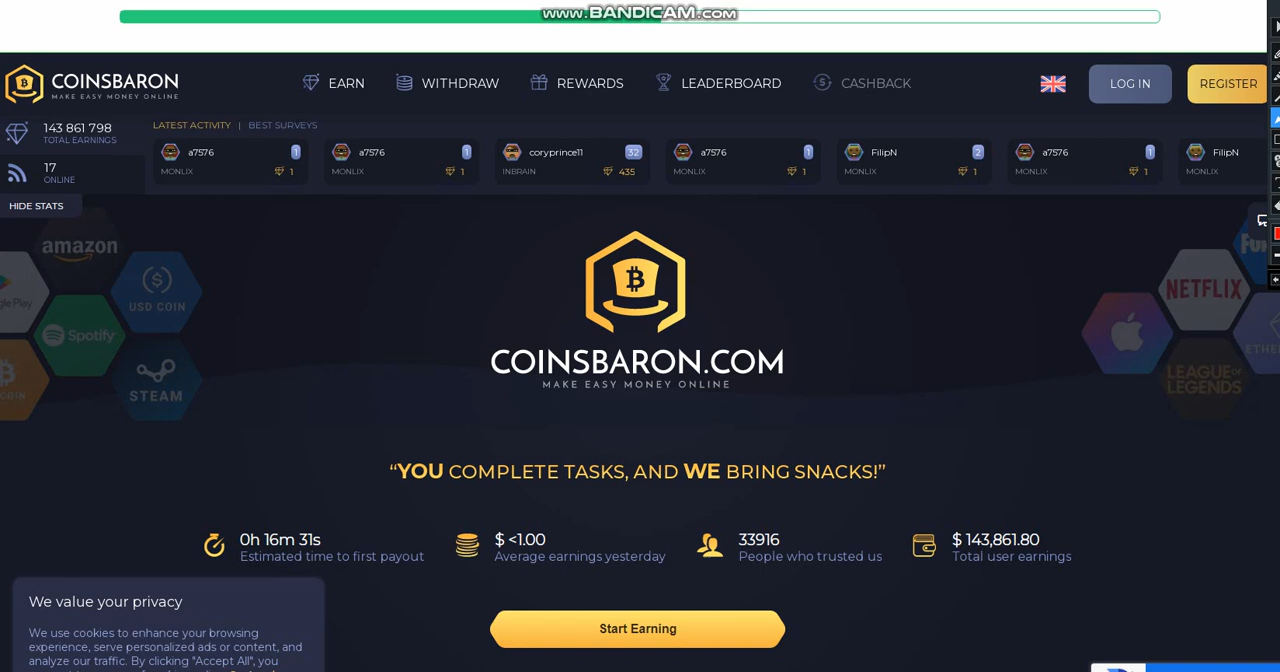 www.BANDICAM.com
COINSBARON
MAKE EASY MONEY ONLINE
EARN
WITHDRAW
REWARDS
LEADERBOARD
CASHBACK
LOG IN
REGISTER
143 861 798
TOTAL EARNINGS
17
ONLINE
HIDE STATS
LATEST ACTIVITY | BEST SURVEYS
a7576 1
MONLIX 1
a7576 1
MONLIX 1
coryprince11 32
INBRAIN 435
a7576 1
MONLIX 1
FilipN 2
MONLIX 1
a7576 1
MONLIX 1
FilipN
MONLIX
amazon
USD COIN
Spotify
STEAM
NETFLIX
LEAGUE OF
LEGENDS
COINSBARON.COM
MAKE EASY MONEY ONLINE
“YOU COMPLETE TASKS, AND WE BRING SNACKS!”
0h 16m 31s
Estimated time to first payout
$ <1.00
Average earnings yesterday
33916
People who trusted us
$ 143,861.80
Total user earnings
Start Earning
We value your privacy
We use cookies to enhance your browsing
experience, serve personalized ads or content, and
analyze our traffic. By clicking "Accept All", you